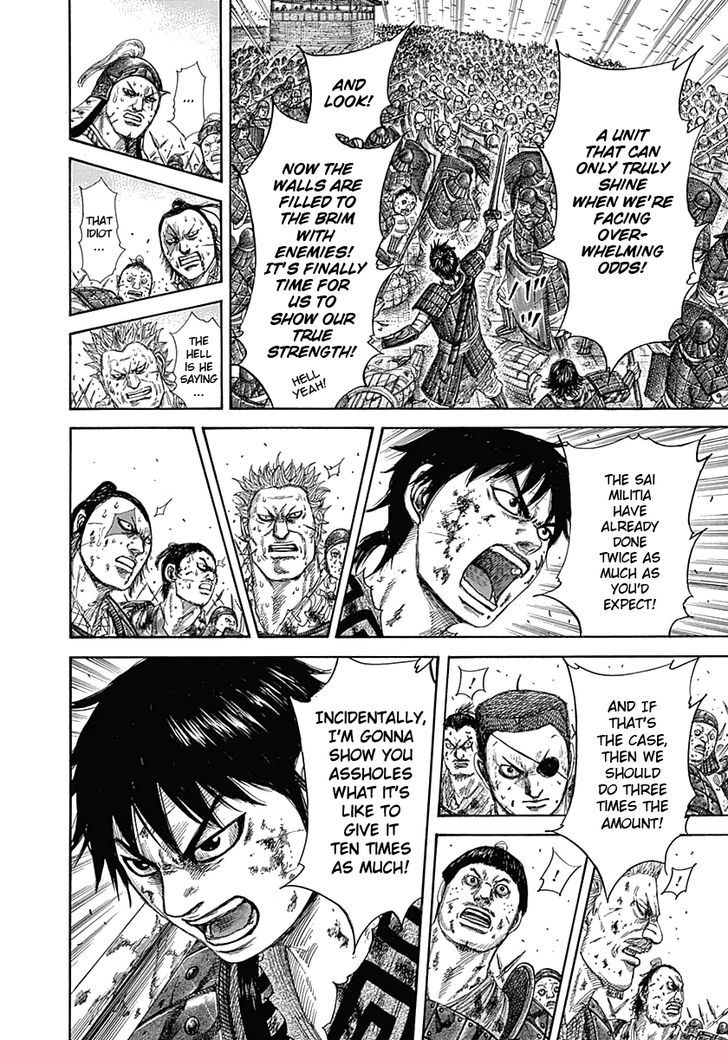 A UNIT
THAT CAN
ONLY TRULY
SHINE
WHEN WE'RE
FACING
OVER-
WHELMING
ODDS!
AND
LOOK!
NOW THE
WALLS ARE
FILLED TO
THE BRIM
WITH
ENEMIES!
IT'S FINALLY
TIME FOR
US TO
SHOW OUR
TRUE
STRENGTH!
HELL
YEAH!
...
THAT
IDIOT
...
THE
HELL
IS HE
SAYING
...
THE SAI
MILITIA
HAVE
ALREADY
DONE
TWICE AS
MUCH AS
YOU'D
EXPECT!
!
!
AND IF
THAT'S
THE CASE,
THEN WE
SHOULD
DO THREE
TIMES THE
AMOUNT!
!
!
!
INCIDENTALLY,
I'M GONNA
SHOW YOU
ASSHOLES
WHAT IT'S
LIKE TO
GIVE IT
TEN TIMES
AS MUCH!